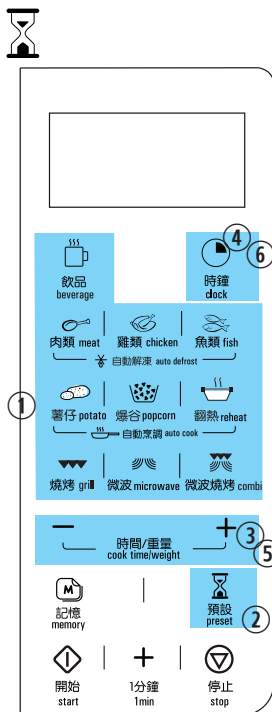 ④
⑥
飲品
beverage
時鐘
clock
肉類 meat
雞類 chicken
魚類 fish
自動解凍 auto defrost
①
薯仔 potato
爆谷 popcorn
翻熱 reheat
自動烹調 auto cook
燒烤 grill
微波 microwave
微波燒烤 combi
− + ③
時間/重量
cook time/weight
⑤
M
記憶
memory
預設
preset
②
+
開始
start
1分鐘
1min
停止
stop